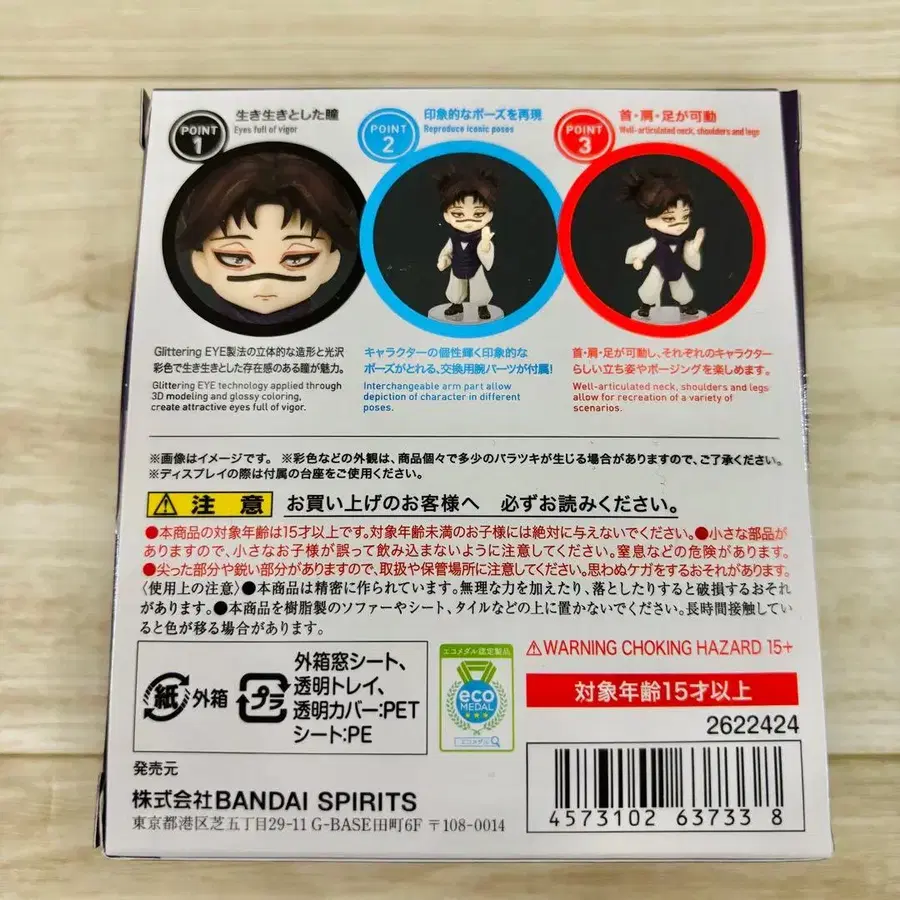 POINT
1
生き生きとした瞳
Eyes full of vigor
POINT
2
印象的なポーズを再現
Reproduce iconic poses
POINT
3
首・肩・足が可動
Well-articulated neck, shoulders and legs
Glittering EYE製法の立体的な造形と光沢
彩色で生き生きとした存在感のある瞳が魅力。
Glittering EYE technology applied through
3D modeling and glossy coloring,
create attractive eyes full of vigor.
キャラクターの個性輝く印象的な
ポーズがとれる、交換用腕パーツが付属!
Interchangeable arm part allow
depiction of character in different
poses.
首・肩・足が可動し、それぞれのキャラクター
らしい立ち姿やポージングを楽しめます。
Well-articulated neck, shoulders and legs
allow for recreation of a variety of
scenarios.
※画像はイメージです。 ※彩色などの外観は、商品個々で多少のバラツキが生じる場合がありますので、ご了承ください。
※ディスプレイの際は付属の台座をご使用ください。
注意 お買い上げのお客様へ 必ずお読みください。
●本商品の対象年齢は15才以上です。対象年齢未満のお子様には絶対に与えないでください。●小さな部品が
ありますので、小さなお子様が誤って飲み込まないように注意してください。窒息などの危険があります。
●尖った部分や鋭い部分がありますので、取扱や保管場所に注意してください。思わぬケガをするおそれがあります。
〈使用上の注意〉●本商品は精密に作られています。無理な力を加えたり、落としたりすると破損するおそれ
があります。●本商品を樹脂製のソファーやシート、タイルなどの上に置かないでください。長時間接触してい
ると色が移る場合があります。
紙 外箱
プラ
外箱窓シート、
透明トレイ、
透明カバー:PET
シート:PE
エコメダル認定製品
eco
MEDAL
エコメダル
⚠WARNING CHOKING HAZARD 15+
対象年齢15才以上
2622424
4573102 63733 8
発売元
株式会社BANDAI SPIRITS
東京都港区芝五丁目29-11 G-BASE田町6F 〒108-0014